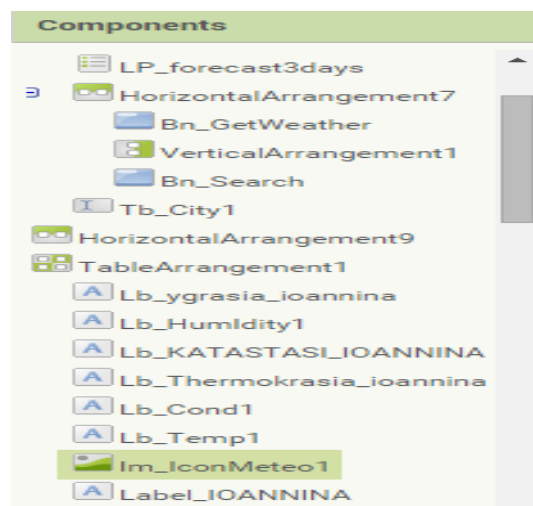 Components
LP_forecast3days
HorizontalArrangement7
Bn_GetWeather
VerticalArrangement1
Bn_Search
Tb_City1
HorizontalArrangement9
TableArrangement1
Lb_ygrasia_ioannina
Lb_HumIdity1
Lb_KATASTASI_IOANNINA
Lb_Thermokrasia_ioannina
Lb_Cond1
Lb_Temp1
Im_IconMeteo1
Label_IOANNINA